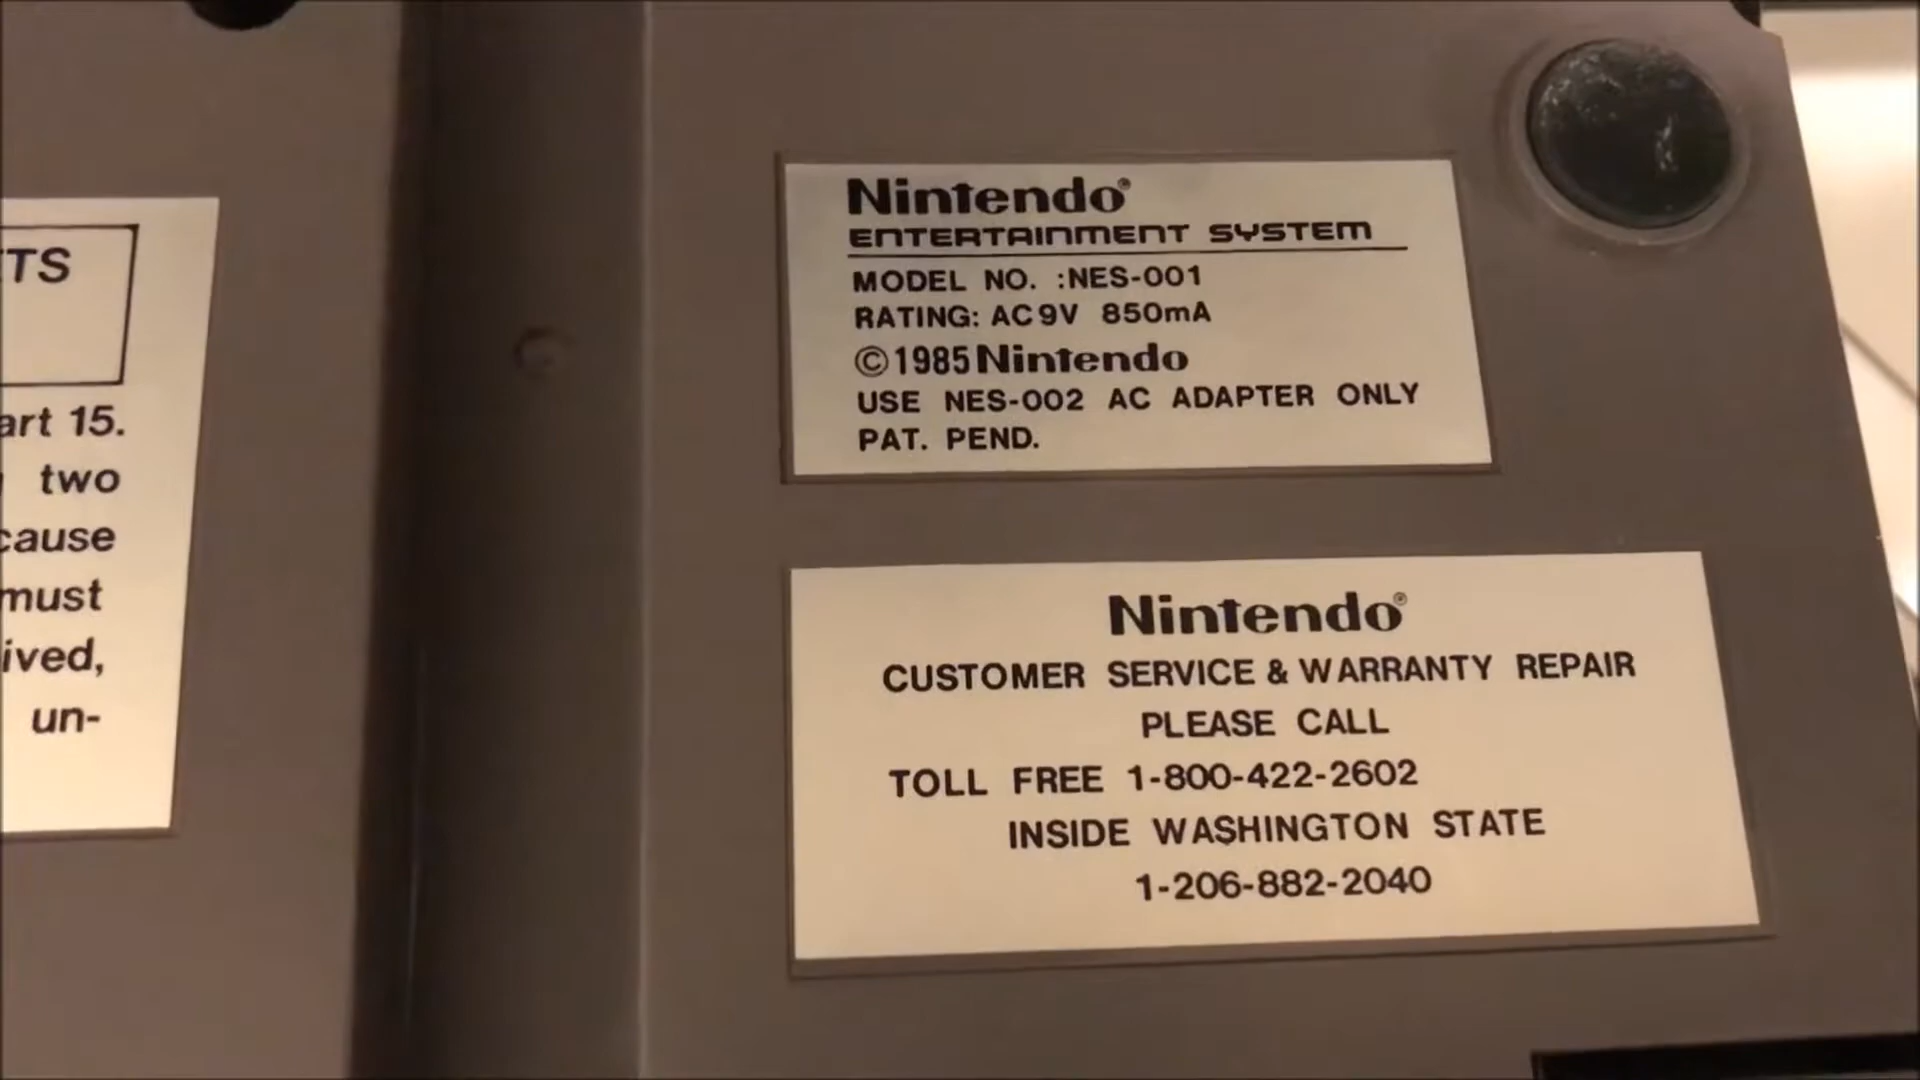 TS
art 15.
two
cause
must
ived,
un-
Nintendo®
ENTERTAINMENT SYSTEM
MODEL NO. :NES-001
RATING: AC9V 850mA
©1985 Nintendo
USE NES-002 AC ADAPTER ONLY
PAT. PEND.
Nintendo®
CUSTOMER SERVICE & WARRANTY REPAIR
PLEASE CALL
TOLL FREE 1-800-422-2602
INSIDE WASHINGTON STATE
1-206-882-2040